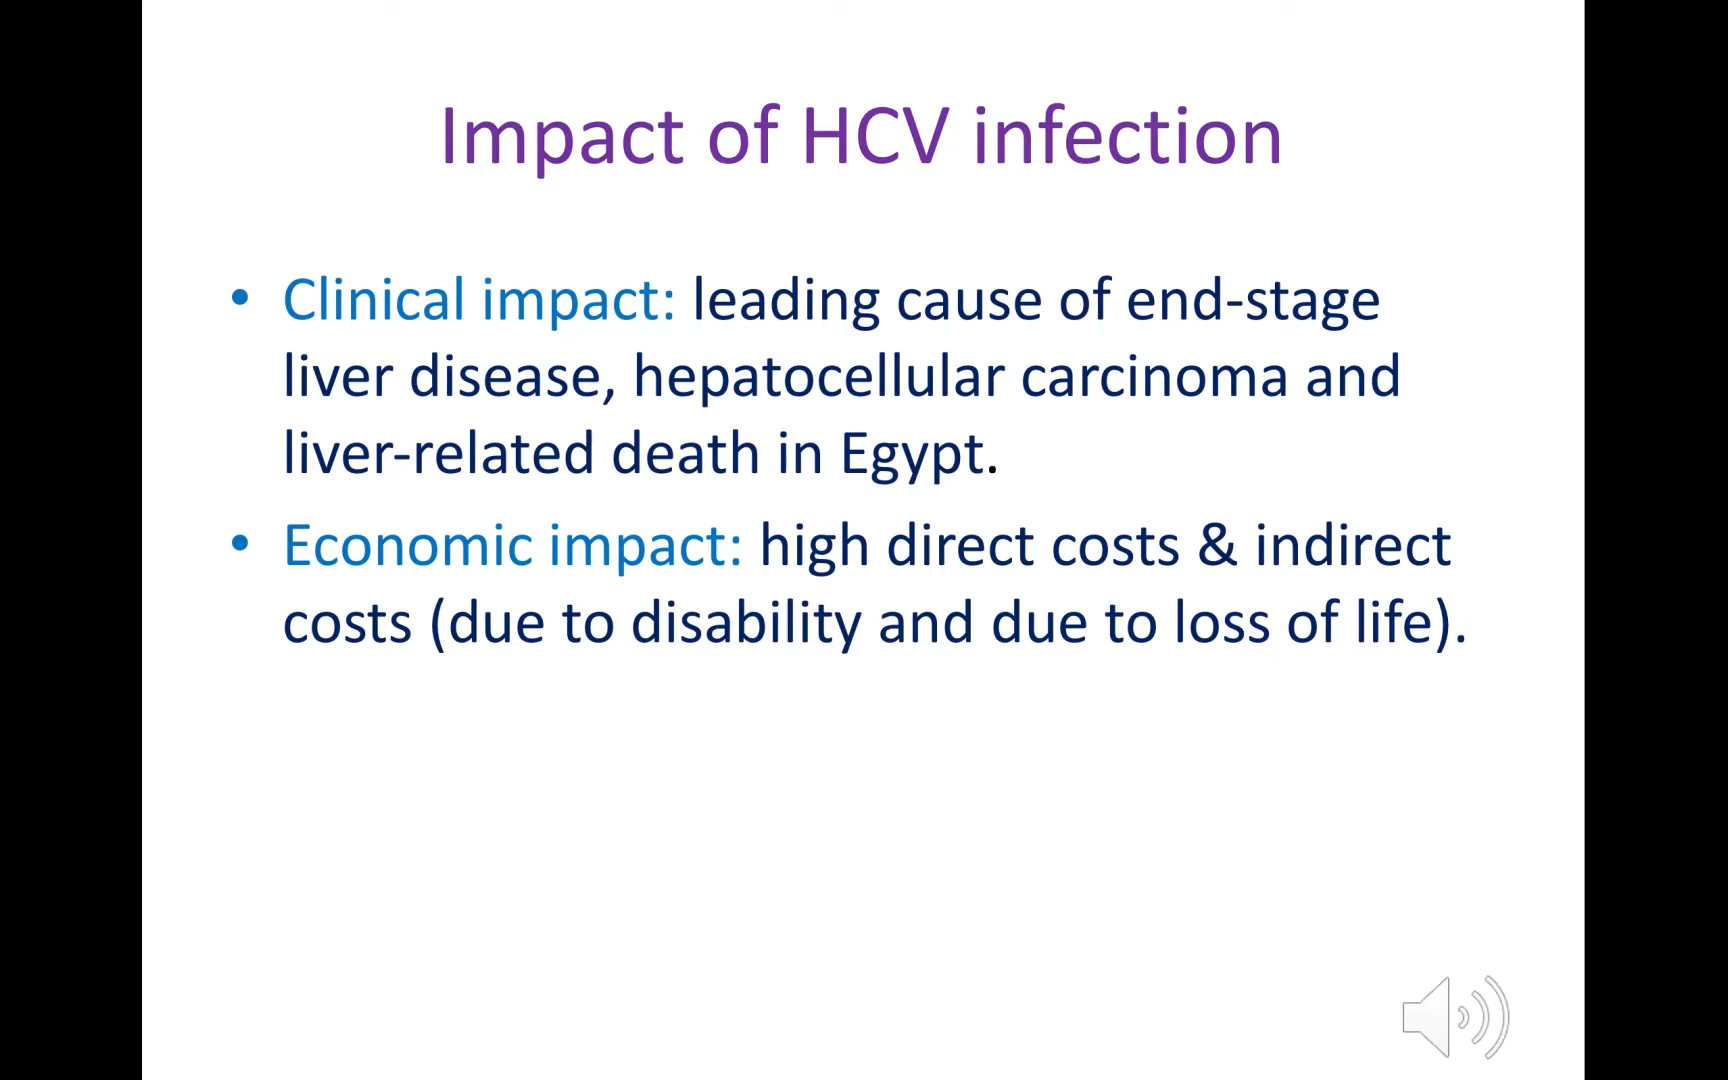 Impact of HCV infection
• Clinical impact: leading cause of end-stage
liver disease, hepatocellular carcinoma and
liver-related death in Egypt.
• Economic impact: high direct costs & indirect
costs (due to disability and due to loss of life).